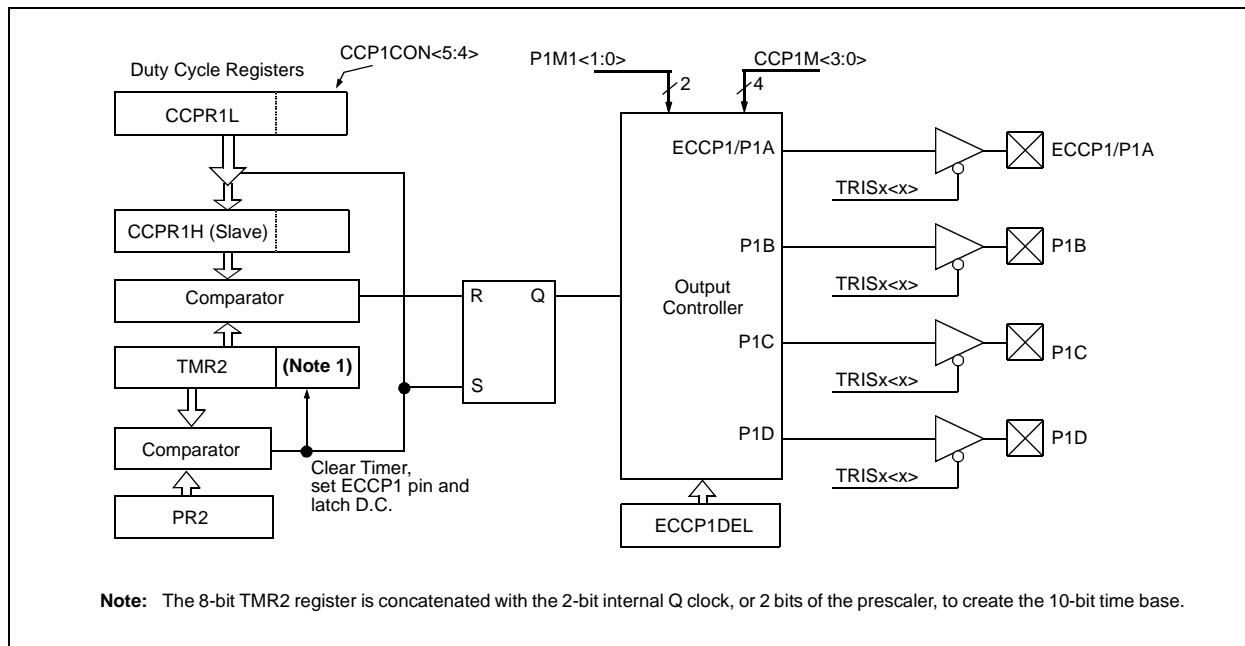 CCP1CON<5:4>
Duty Cycle Registers
CCPR1L
CCPR1H (Slave)
Comparator
TMR2
(Note 1)
Comparator
PR2
Clear Timer,
set ECCP1 pin and
latch D.C.
R
Q
S
P1M1<1:0>
2
CCP1M<3:0>
4
Output
Controller
ECCP1/P1A
P1B
P1C
P1D
ECCP1DEL
TRISx<x>
ECCP1/P1A
TRISx<x>
P1B
TRISx<x>
P1C
TRISx<x>
P1D
Note: The 8-bit TMR2 register is concatenated with the 2-bit internal Q clock, or 2 bits of the prescaler, to create the 10-bit time base.